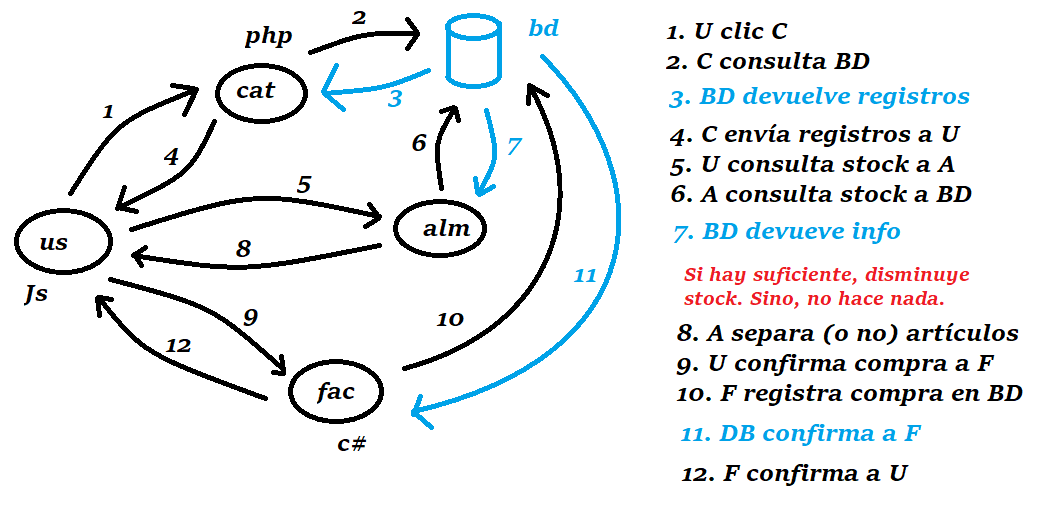 php
2
bd
cat
3
1
4
6
7
5
alm
us
8
Js
11
9
10
12
fac
c#
1. U clic C
2. C consulta BD
3. BD devuelve registros
4. C envía registros a U
5. U consulta stock a A
6. A consulta stock a BD
7. BD devueve info
Si hay suficiente, disminuye
stock. Sino, no hace nada.
8. A separa (o no) artículos
9. U confirma compra a F
10. F registra compra en BD
11. DB confirma a F
12. F confirma a U